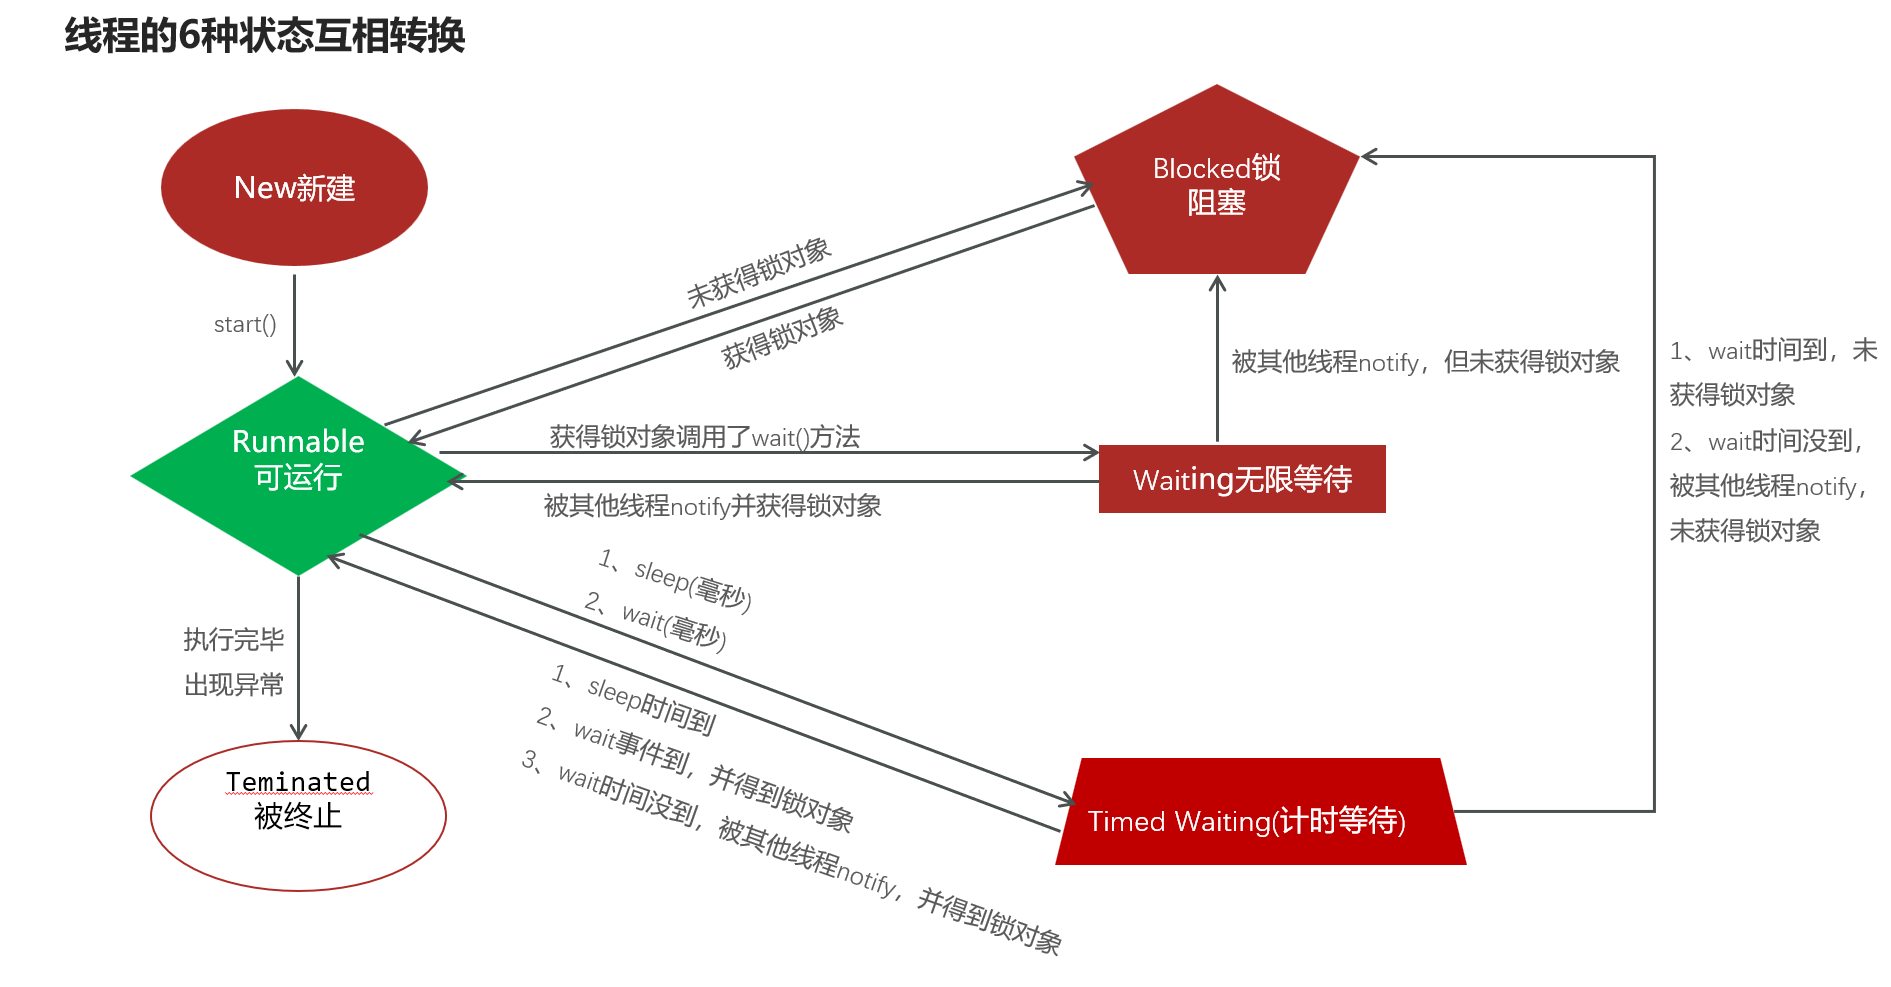 线程的6种状态互相转换
New新建
Blocked锁
阻塞
start()
未获得锁对象
获得锁对象
被其他线程notify，但未获得锁对象
1、wait时间到，未
获得锁对象
2、wait时间没到，
被其他线程notify，
未获得锁对象
Runnable
可运行
获得锁对象调用了wait()方法
Waiting无限等待
被其他线程notify并获得锁对象
1、sleep(毫秒)
2、wait(毫秒)
执行完毕
出现异常
1、sleep时间到
2、wait事件到，并得到锁对象
3、wait时间没到，被其他线程notify，并得到锁对象
Teminated
被终止
Timed Waiting(计时等待)